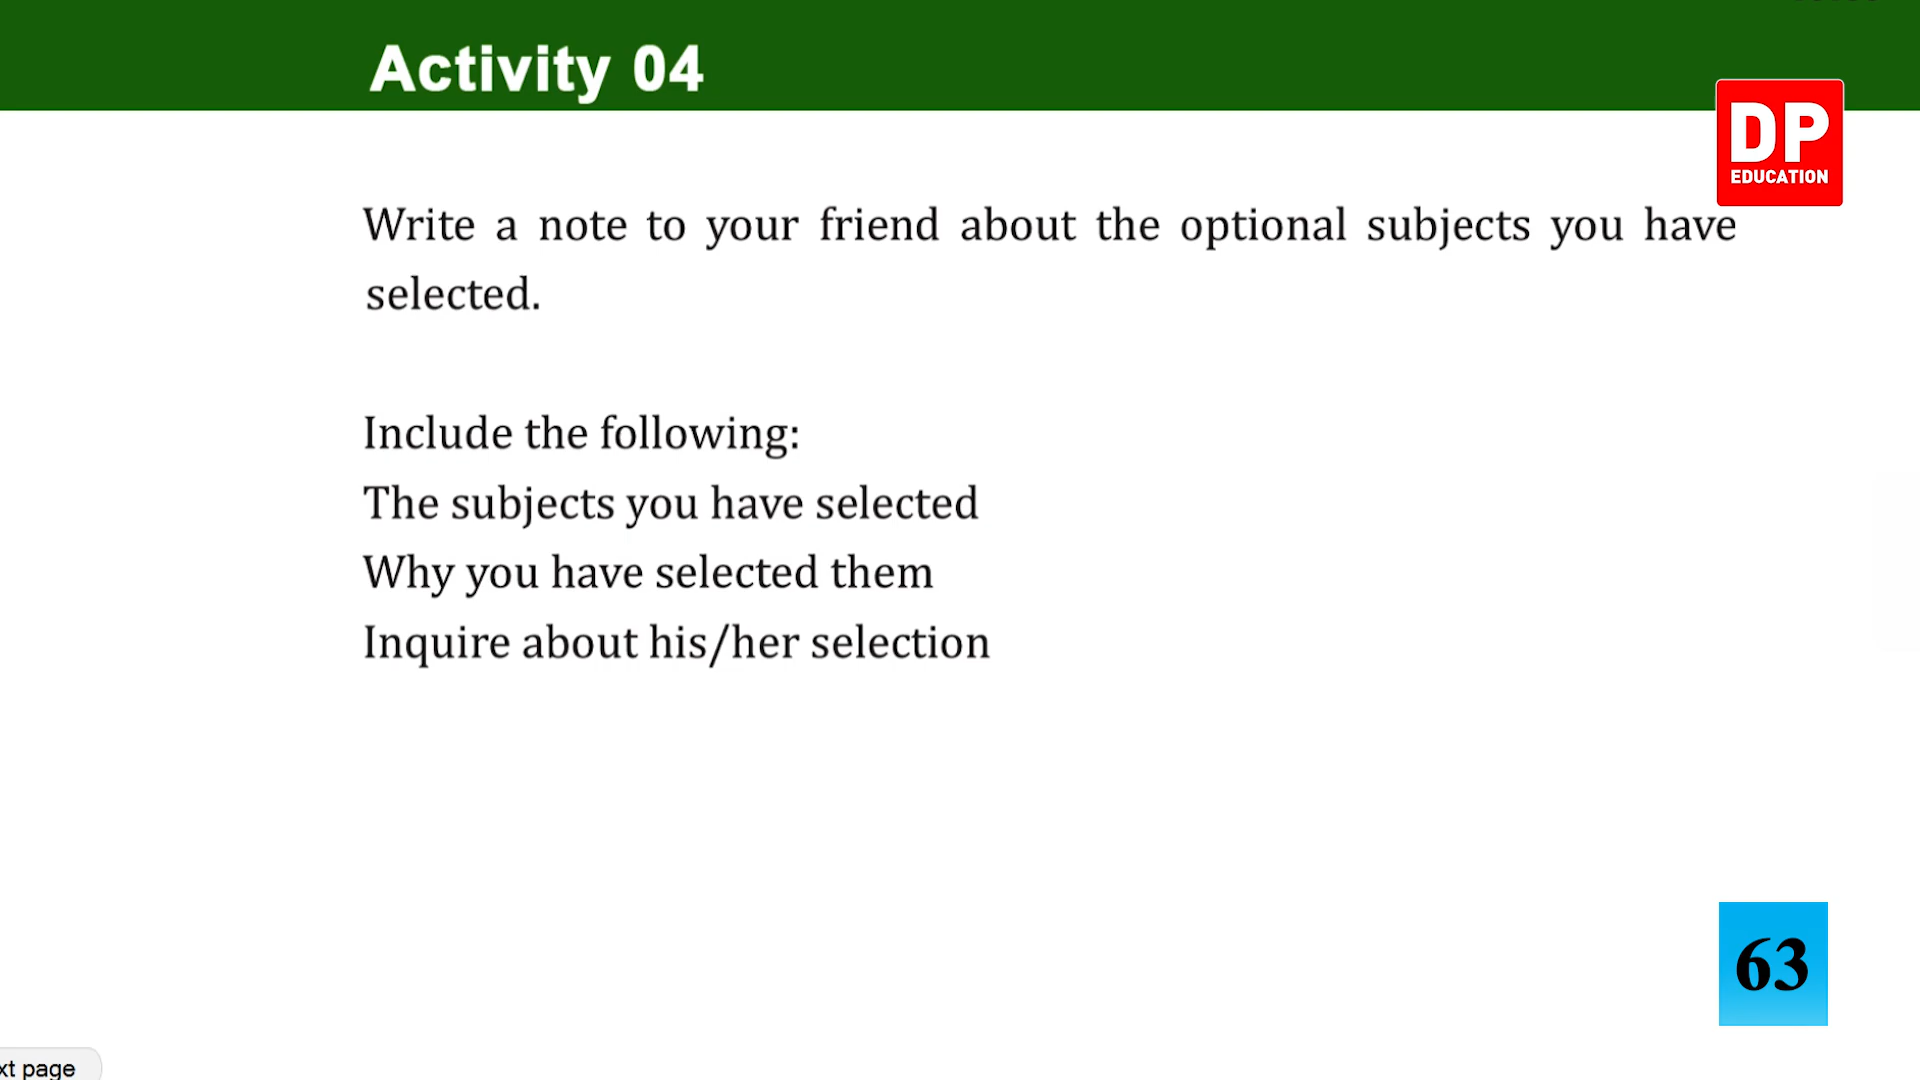 Activity 04
DP
EDUCATION
Write a note to your friend about the optional subjects you have
selected.
Include the following:
The subjects you have selected
Why you have selected them
Inquire about his/her selection
63
xt page